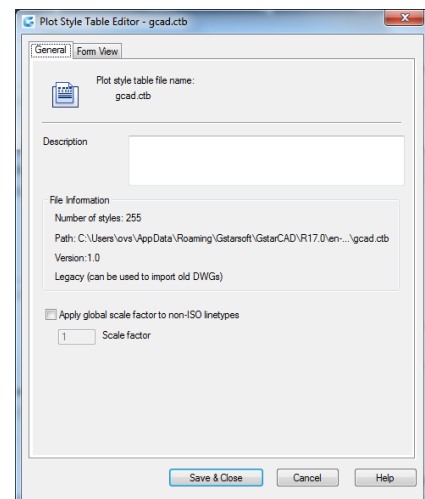 Plot Style Table Editor - gcad.ctb
General
Form View
Plot style table file name:
gcad.ctb
Description
File Information
Number of styles: 255
Path: C:\Users\ovs\AppData\Roaming\Gstarsoft\GstarCAD\R17.0\en-...\gcad.ctb
Version:1.0
Legacy (can be used to import old DWGs)
Apply global scale factor to non-ISO linetypes
1 Scale factor
Save & Close Cancel Help